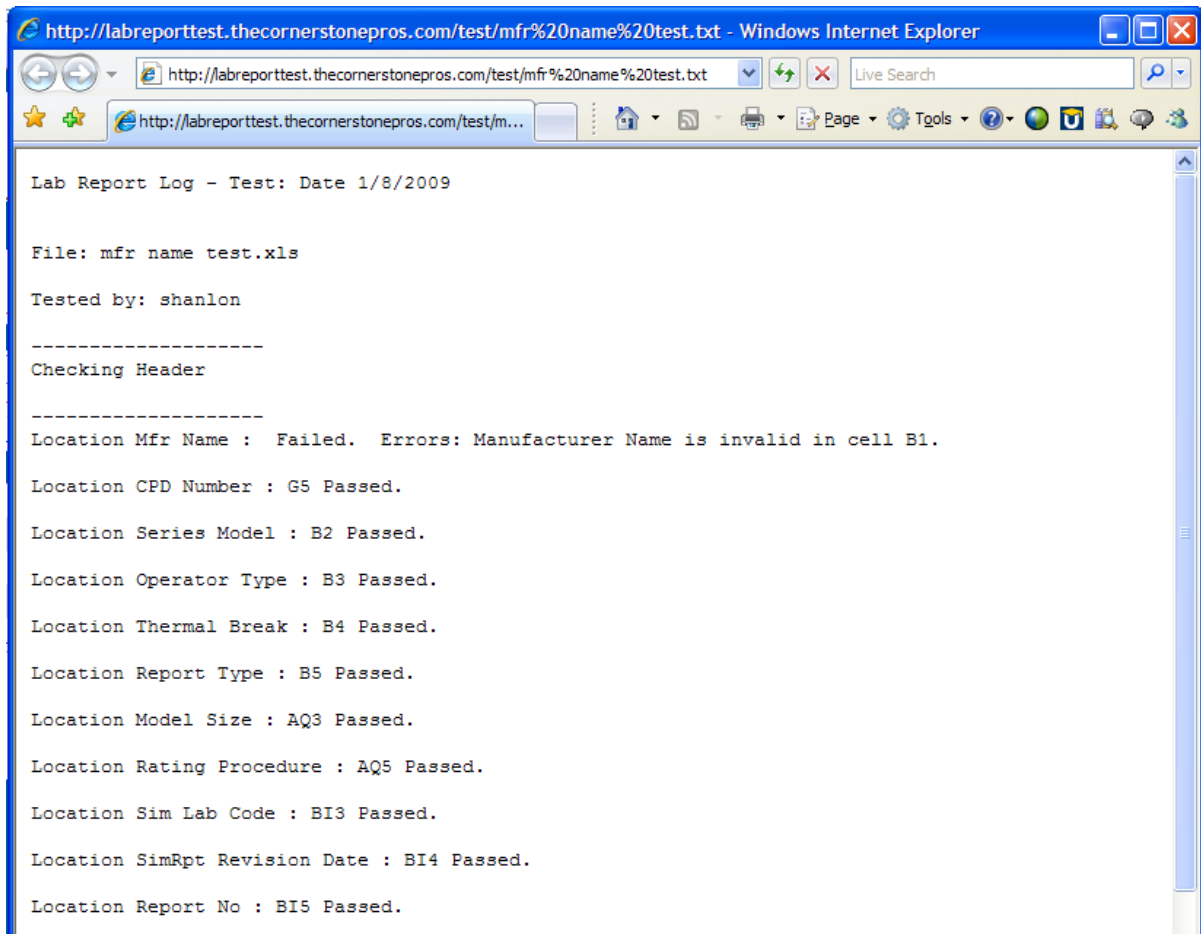 http://labreporttest.thecornerstonepros.com/test/mfr%20name%20test.txt - Windows Internet Explorer
http://labreporttest.thecornerstonepros.com/test/mfr%20name%20test.txt
Live Search
http://labreporttest.thecornerstonepros.com/test/m...
Page
Tools
Lab Report Log - Test: Date 1/8/2009
File: mfr name test.xls
Tested by: shanlon
--------------------
Checking Header
--------------------
Location Mfr Name :  Failed.  Errors: Manufacturer Name is invalid in cell B1.
Location CPD Number : G5 Passed.
Location Series Model : B2 Passed.
Location Operator Type : B3 Passed.
Location Thermal Break : B4 Passed.
Location Report Type : B5 Passed.
Location Model Size : AQ3 Passed.
Location Rating Procedure : AQ5 Passed.
Location Sim Lab Code : BI3 Passed.
Location SimRpt Revision Date : BI4 Passed.
Location Report No : BI5 Passed.